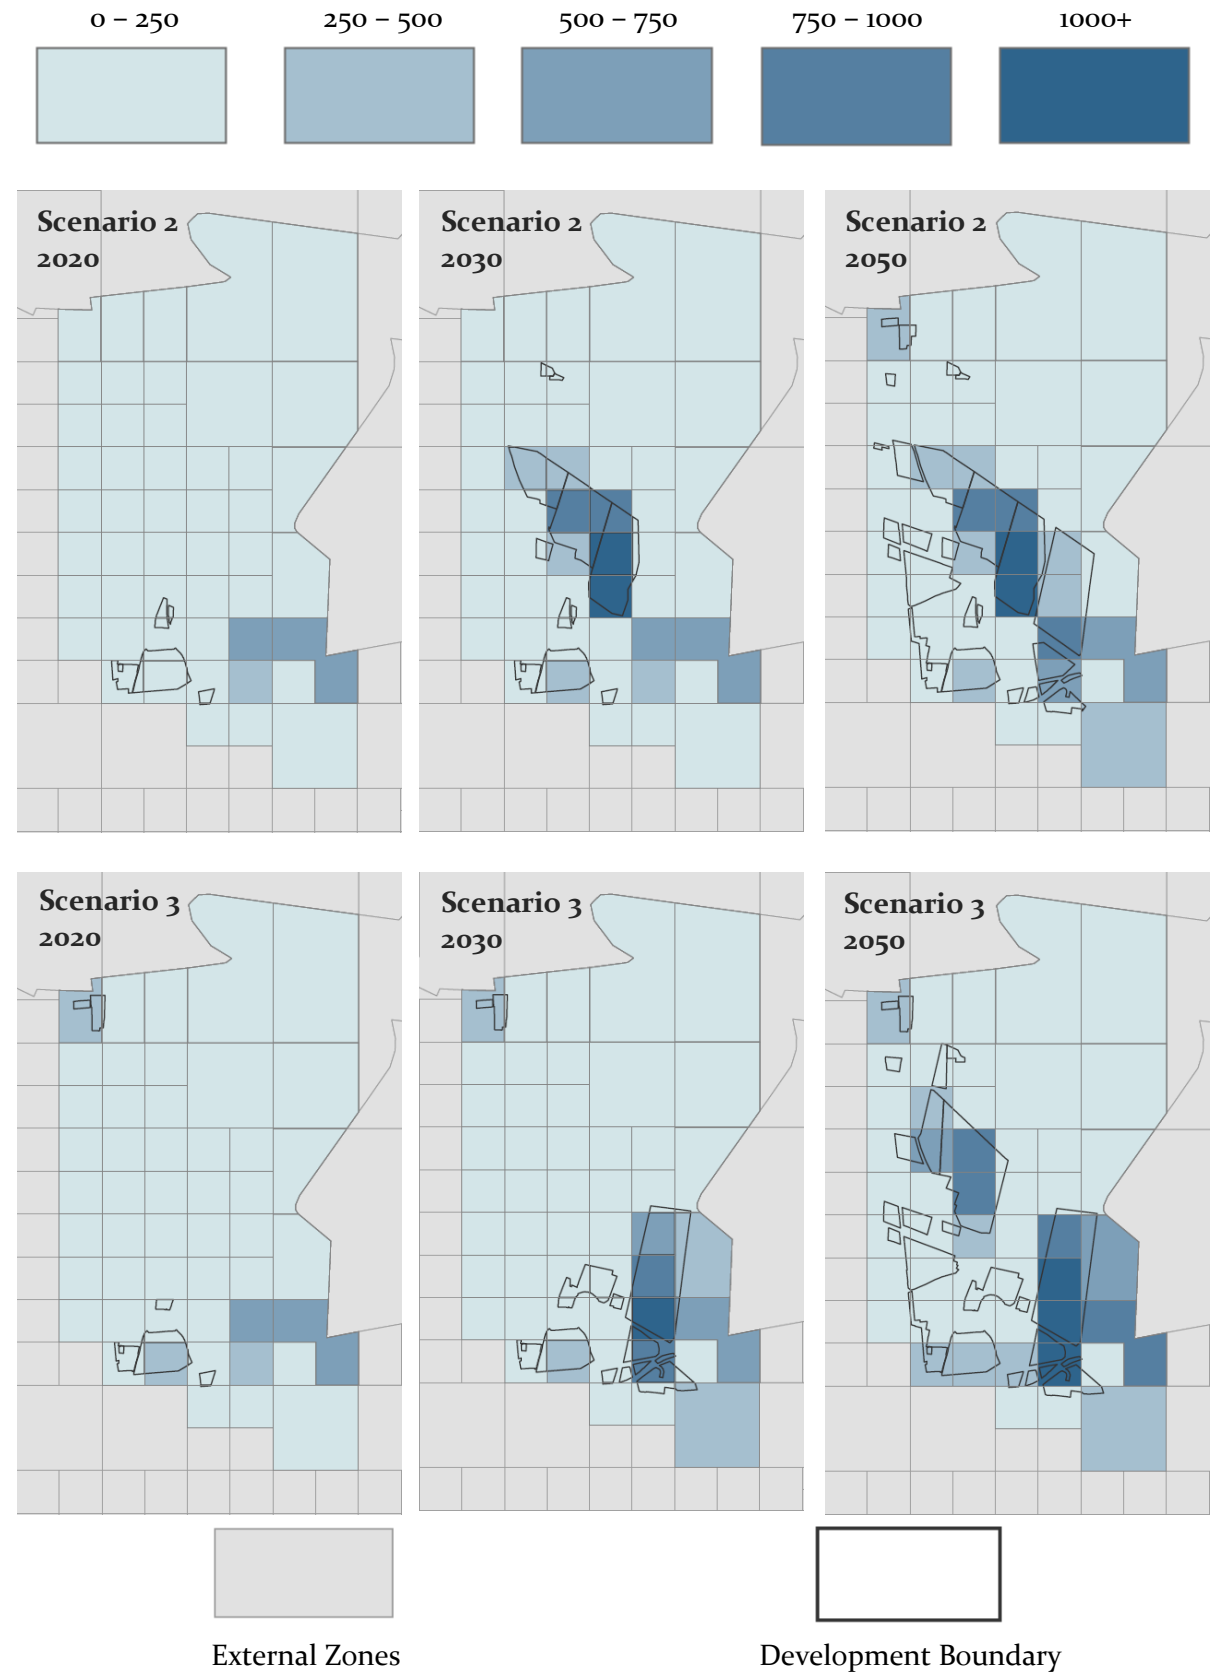 0 – 250 250 – 500 500 – 750 750 – 1000 1000+
Scenario 2
2020
Scenario 2
2030
Scenario 2
2050
Scenario 3
2020
Scenario 3
2030
Scenario 3
2050
External Zones
Development Boundary